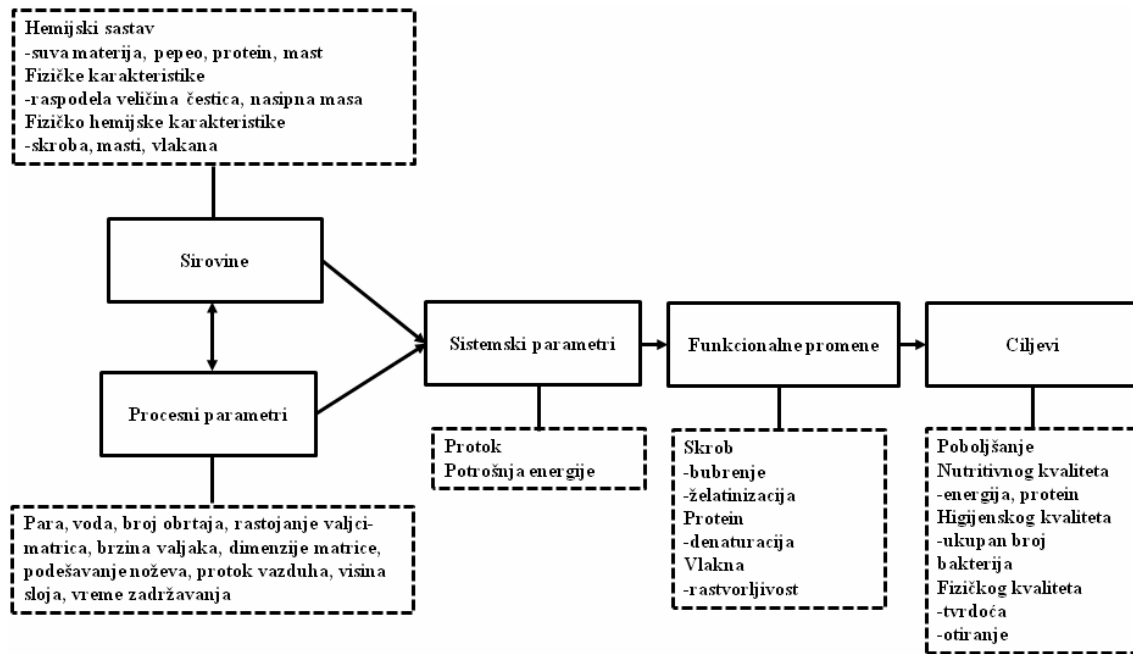 Hemijski sastav
-suva materija, pepeo, protein, mast
Fizičke karakteristike
-raspodela veličina čestica, nasipna masa
Fizičko hemijske karakteristike
-skroba, masti, vlakana
Sirovine
Procesni parametri
Para, voda, broj obrtaja, rastojanje valjci-
matrica, brzina valjaka, dimenzije matrice,
podešavanje noževa, protok vazduha, visina
sloja, vreme zadržavanja
Sistemski parametri
Protok
Potrošnja energije
Funkcionalne promene
Skrob
-bubrenje
-želatinizacija
Protein
-denaturacija
Vlakna
-rastvorljivost
Ciljevi
Poboljšanje
Nutritivnog kvaliteta
-energija, protein
Higijenskog kvaliteta
-ukupan broj
bakterija
Fizičkog kvaliteta
-tvrdoća
-otiranje